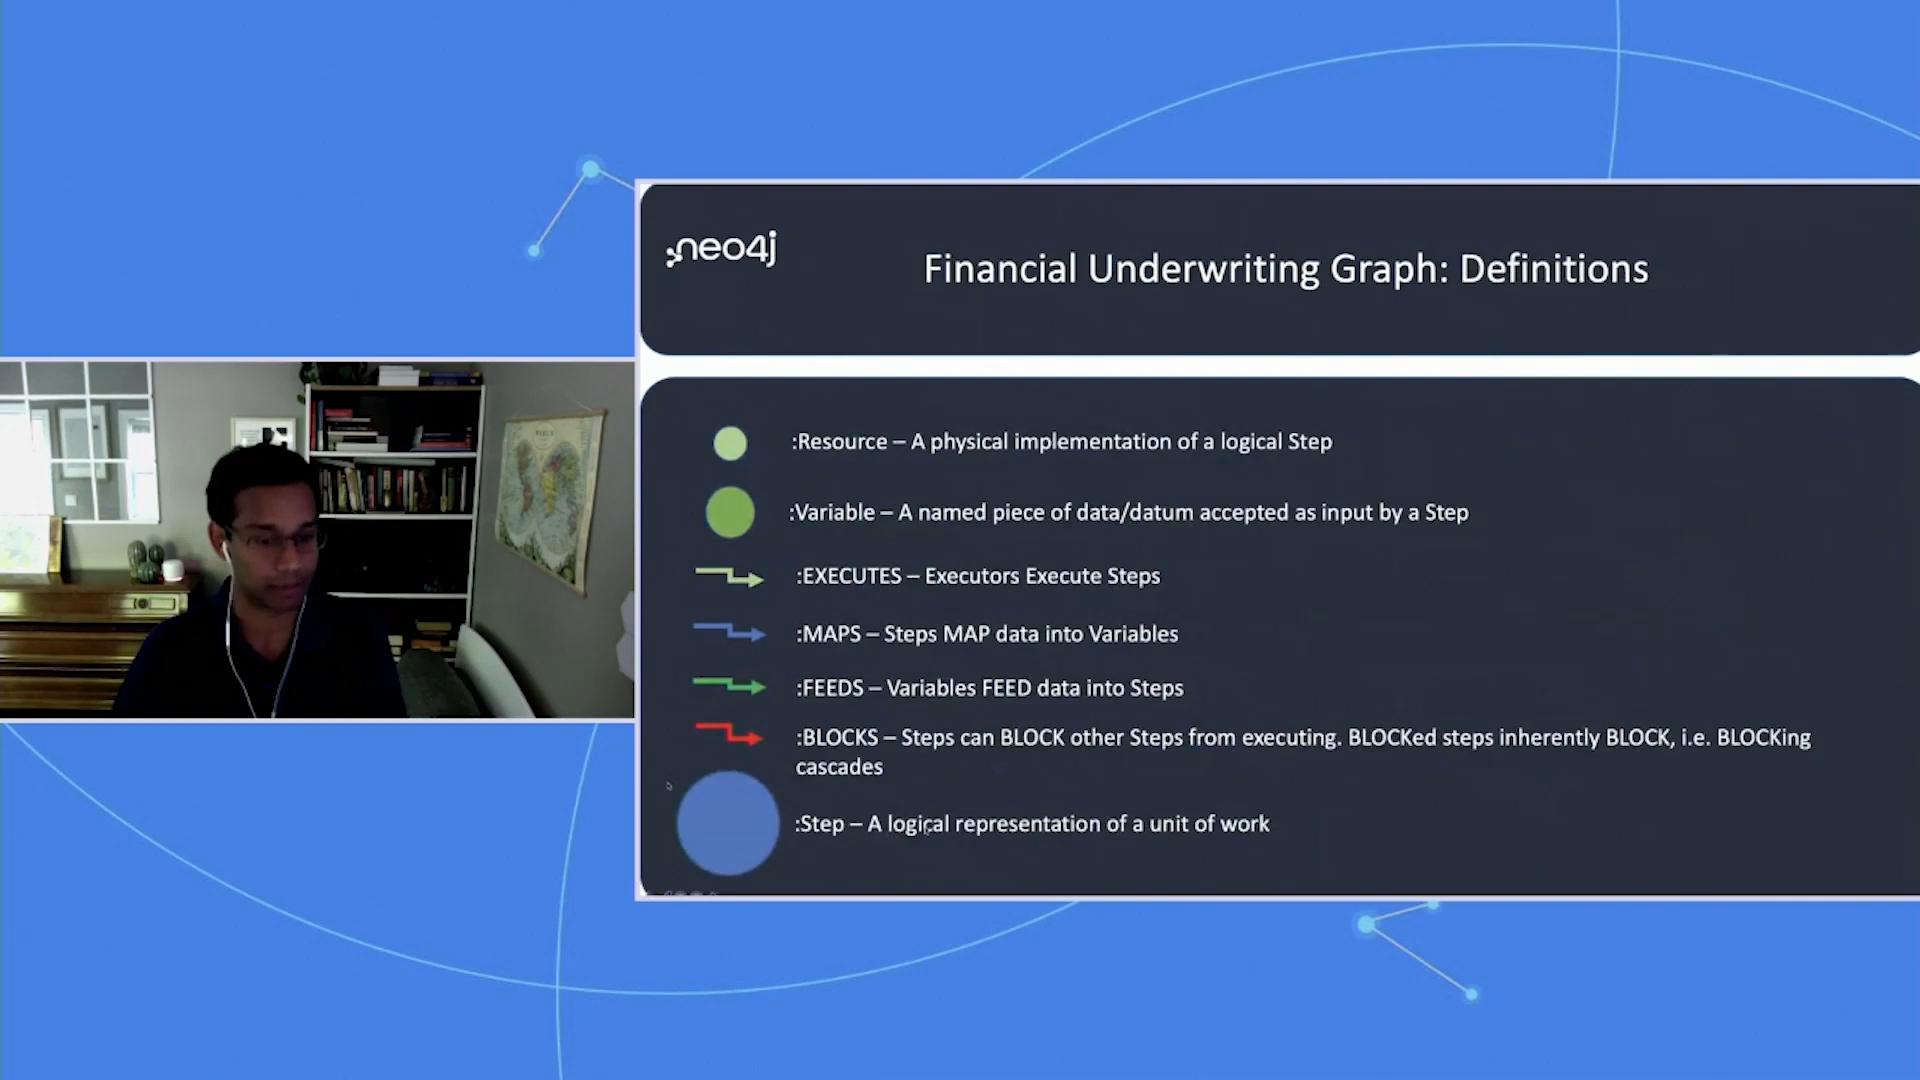 neo4j
Financial Underwriting Graph: Definitions
:Resource – A physical implementation of a logical Step
:Variable – A named piece of data/datum accepted as input by a Step
:EXECUTES – Executors Execute Steps
:MAPS – Steps MAP data into Variables
:FEEDS – Variables FEED data into Steps
:BLOCKS – Steps can BLOCK other Steps from executing. BLOCKed steps inherently BLOCK, i.e. BLOCKing
cascades
:Step – A logical representation of a unit of work